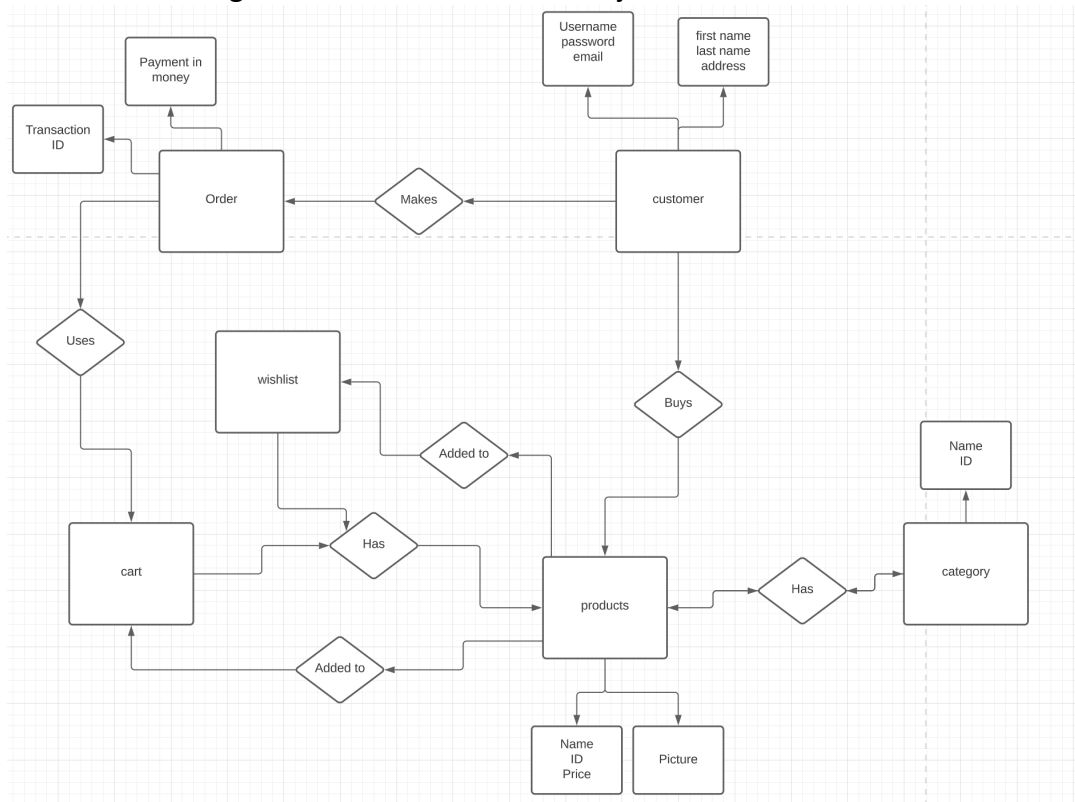 Username
password
email
first name
last name
address
Payment in
money
Transaction
ID
Order
Makes
customer
Uses
wishlist
Buys
Added to
Name
ID
Has
cart
category
Has
products
Added to
Name
ID
Price
Picture